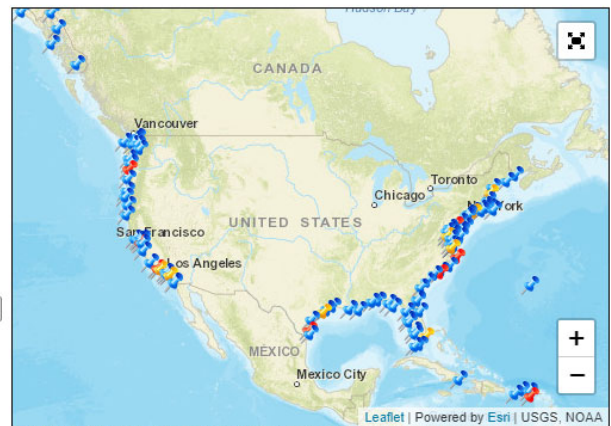 Hudson Bay
CANADA
Vancouver
Toronto
Chicago
New York
UNITED STATES
San Francisco
Los Angeles
MÉXICO
Mexico City
+
−
Leaflet | Powered by Esri | USGS, NOAA